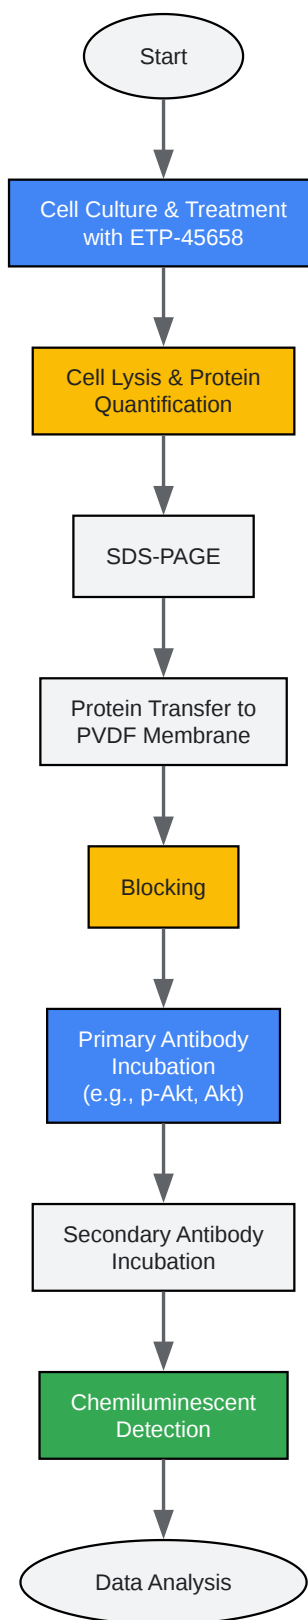 Start
Cell Culture & Treatment
with ETP-45658
Cell Lysis & Protein
Quantification
SDS-PAGE
Protein Transfer to
PVDF Membrane
Blocking
Primary Antibody
Incubation
(e.g., p-Akt, Akt)
Secondary Antibody
Incubation
Chemiluminescent
Detection
Data Analysis